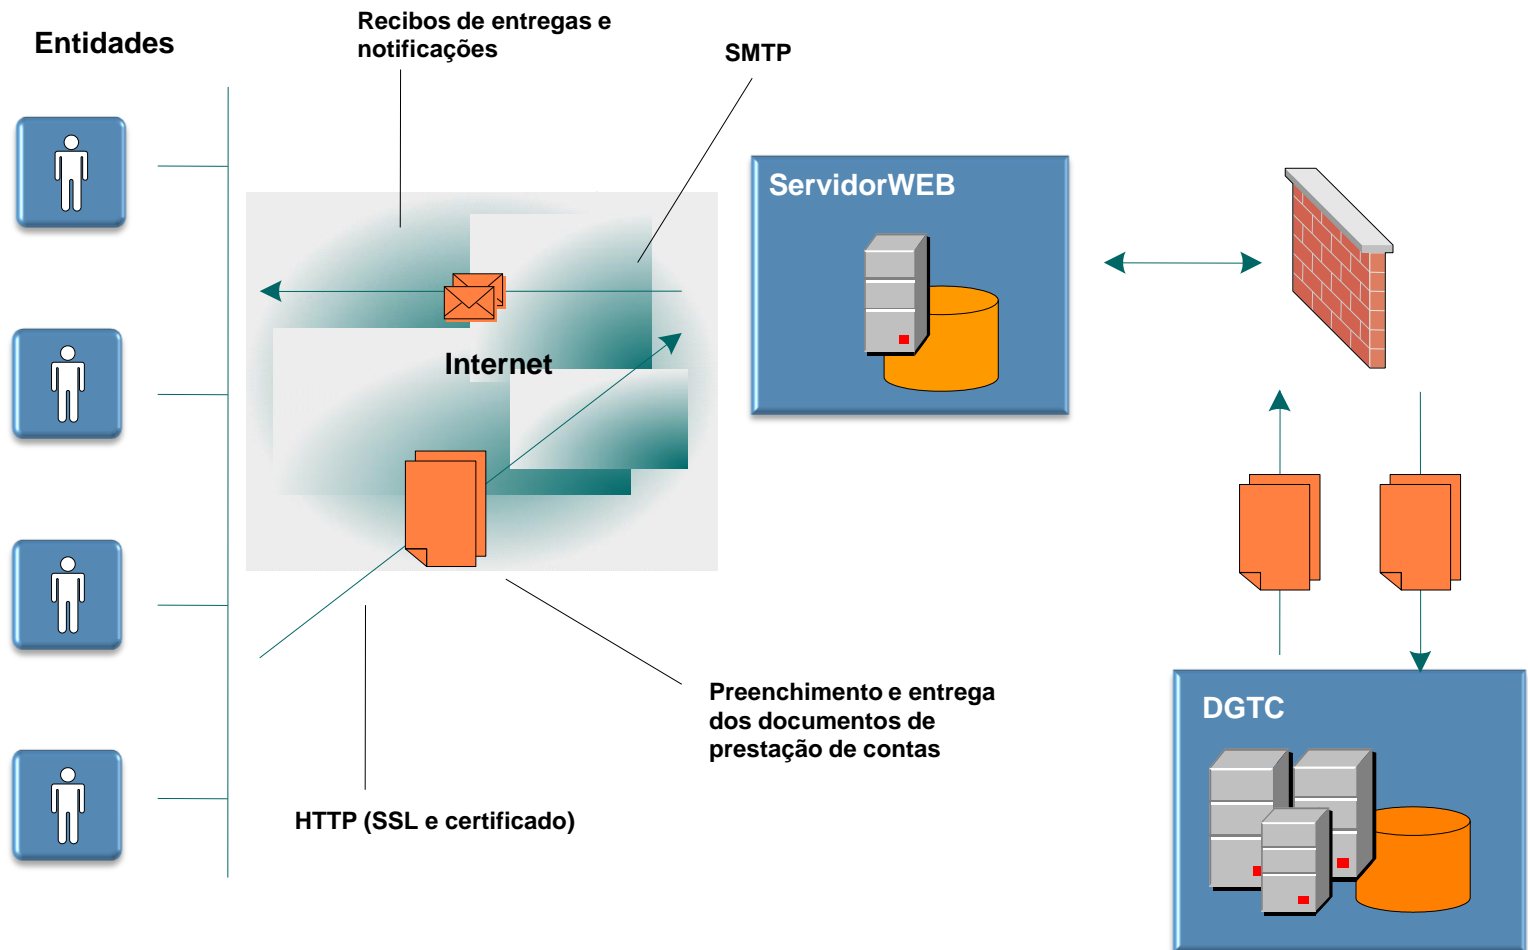 Entidades
Recibos de entregas e
notificações
SMTP
ServidorWEB
Internet
Preenchimento e entrega
dos documentos de
prestação de contas
HTTP (SSL e certificado)
DGTC